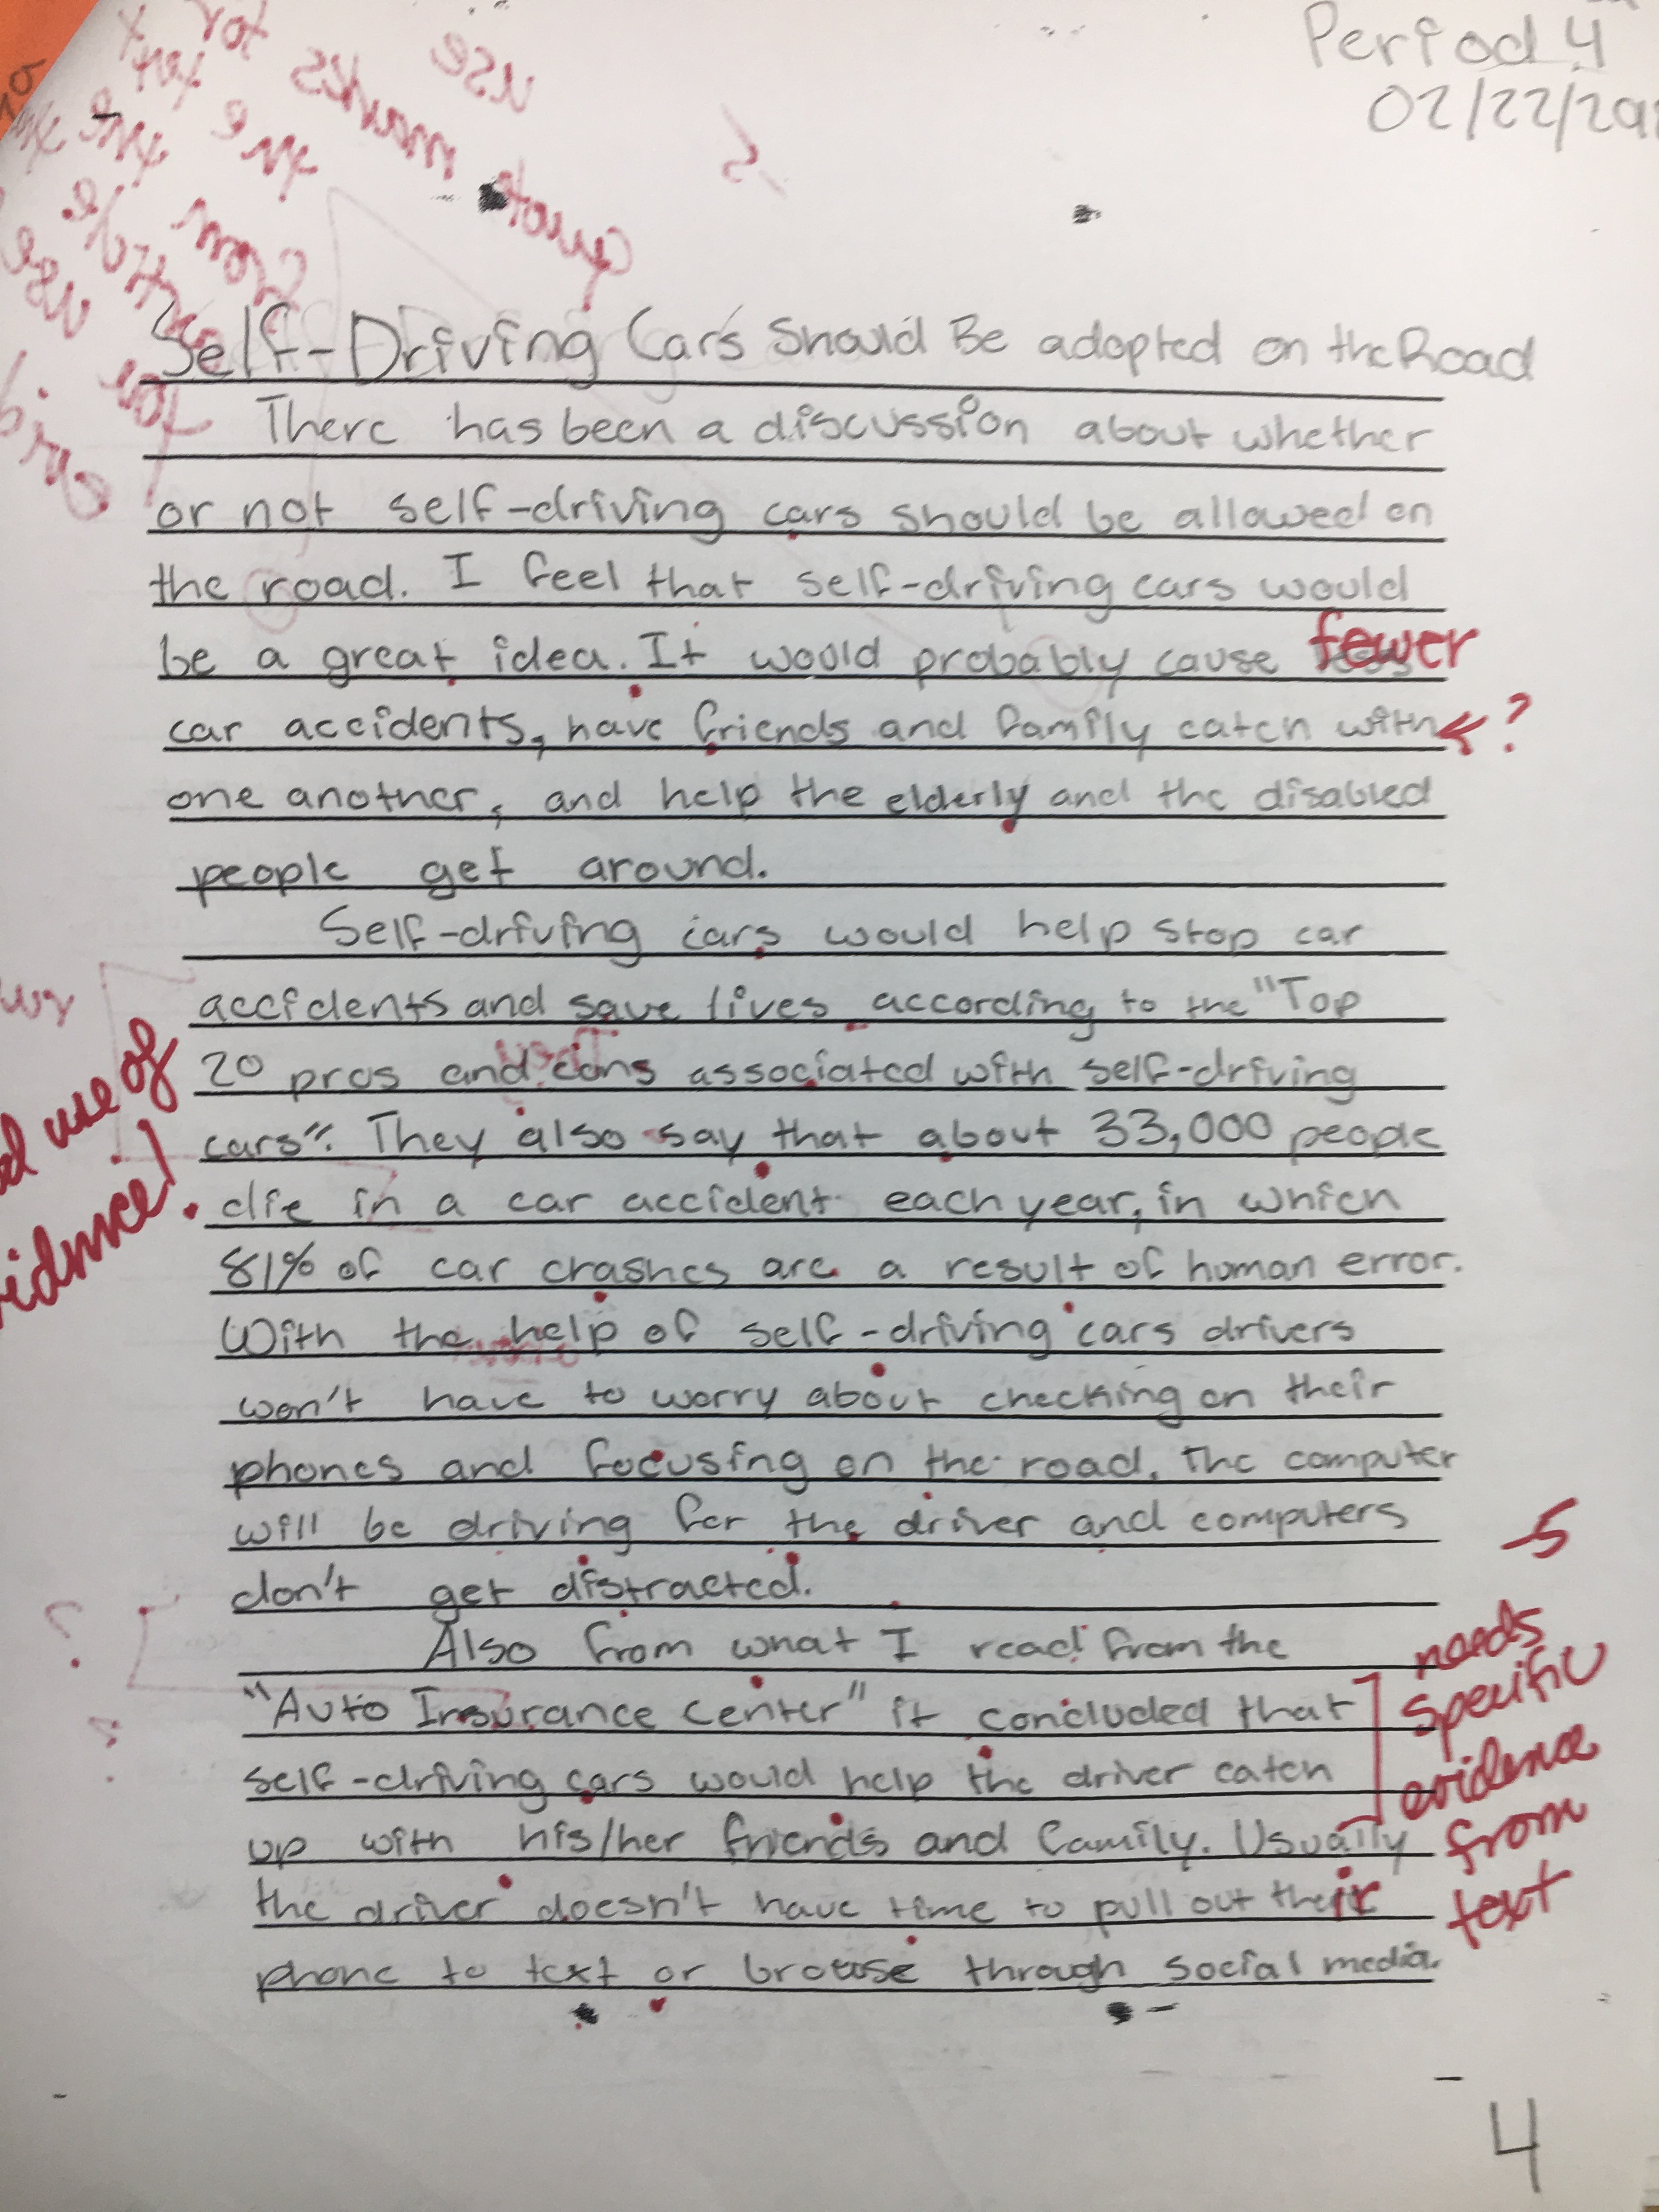 Period 4
02/22/201
Self-Driving Cars Should Be adopted on the Road
There has been a discussion about whether
or not self-driving cars should be allowed on
the road. I feel that self-driving cars would
be a great idea. It would probably cause fewer
car accidents, have friends and family catch with ?
one another, and help the elderly and the disabled
people get around.
Self-driving cars would help stop car
accidents and save lives according to the "Top
20 pros and cons associated with self-driving
cars". They also say that about 33,000 people
die in a car accident each year, in which
81% of car crashes are a result of human error.
With the help of self-driving cars drivers
won't have to worry about checking on their
phones and focusing on the road. The computer
will be driving for the driver and computers
don't get distracted.
Also from what I read from the
"Auto Insurance Center" it concluded that
self-driving cars would help the driver catch
up with his/her friends and family. Usually
the driver doesn't have time to pull out their
phone to text or browse through social media.
use of
-5
needs
specific
evidence
from
text
4
use
quote marks for
the text
from the